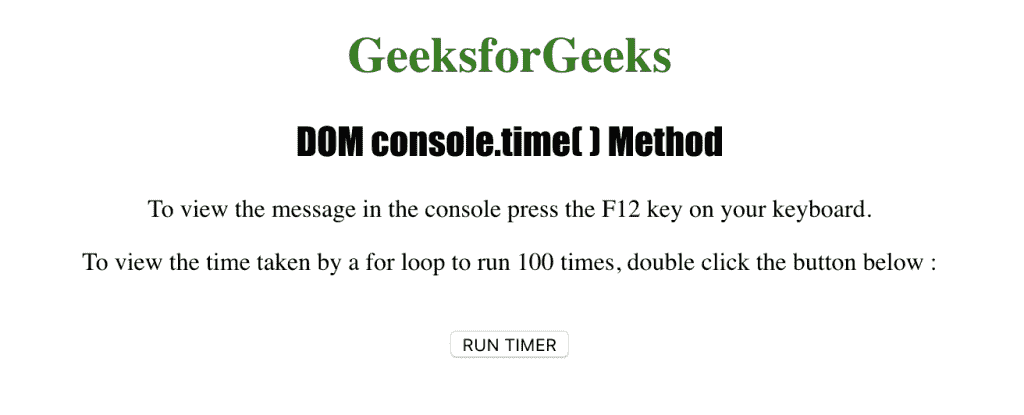 GeeksforGeeks
DOM console.time( ) Method
To view the message in the console press the F12 key on your keyboard.
To view the time taken by a for loop to run 100 times, double click the button below :
RUN TIMER